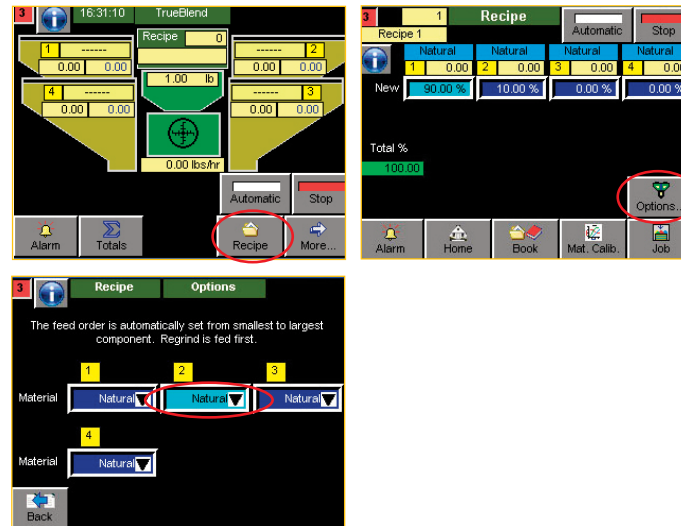 3 16:31:10 TrueBlend
Recipe 0
1 ------ ------ 2
0.00 0.00 0.00 0.00
1.00 lb
4 ------ ------ 3
0.00 0.00 0.00 0.00
0.00 lbs/hr
Automatic Stop
Alarm Totals Recipe More...
3 1 Recipe
Recipe 1 Automatic Stop
Natural Natural Natural Natural
1 0.00 2 0.00 3 0.00 4 0.00
New 90.00 % 10.00 % 0.00 % 0.00 %
Total %
100.00
Options...
Alarm Home Book Mat. Calib. Job
3 Recipe Options
The feed order is automatically set from smallest to largest
component. Regrind is fed first.
1 2 3
Material Natural Natural Natural
4
Material Natural
Back